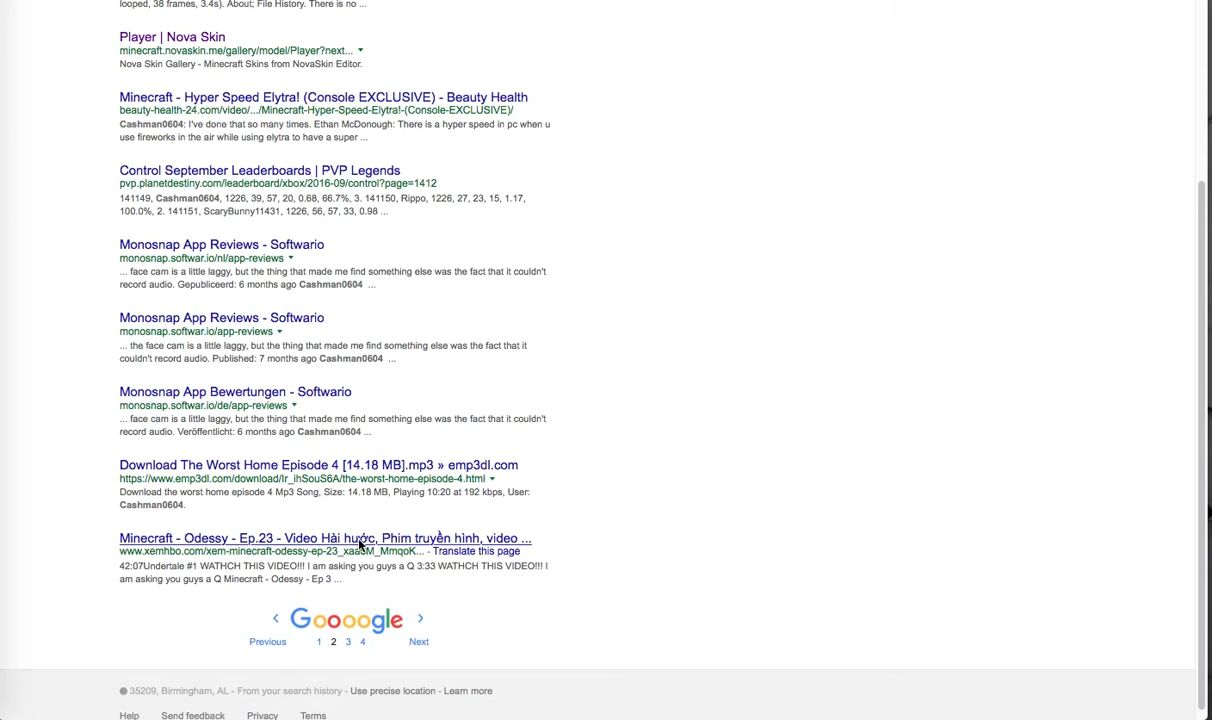 looped, 38 frames, 3.4s). About; File History. There is no ...
Player | Nova Skin
minecraft.novaskin.me/gallery/model/Player?next...
Nova Skin Gallery - Minecraft Skins from NovaSkin Editor.
Minecraft - Hyper Speed Elytra! (Console EXCLUSIVE) - Beauty Health
beauty-health-24.com/video/.../Minecraft-Hyper-Speed-Elytra!-(Console-EXCLUSIVE)/
Cashman0604: I've done that so many times. Ethan McDonough: There is a hyper speed in pc when u
use fireworks in the air while using elytra to have a super ...
Control September Leaderboards | PVP Legends
pvp.planetdestiny.com/leaderboard/xbox/2016-09/control?page=1412
141149, Cashman0604, 1226, 39, 57, 20, 0.68, 66.7%, 3. 141150, Rippo, 1226, 27, 23, 15, 1.17,
100.0%, 2. 141151, ScaryBunny11431, 1226, 56, 57, 33, 0.98 ...
Monosnap App Reviews - Softwario
monosnap.softwar.io/nl/app-reviews
... face cam is a little laggy, but the thing that made me find something else was the fact that it couldn't
record audio. Gepubliceerd: 6 months ago Cashman0604 ...
Monosnap App Reviews - Softwario
monosnap.softwar.io/app-reviews
... the face cam is a little laggy, but the thing that made me find something else was the fact that it
couldn't record audio. Published: 7 months ago Cashman0604 ...
Monosnap App Bewertungen - Softwario
monosnap.softwar.io/de/app-reviews
... face cam is a little laggy, but the thing that made me find something else was the fact that it couldn't
record audio. Veröffentlicht: 6 months ago Cashman0604 ...
Download The Worst Home Episode 4 [14.18 MB].mp3 » emp3dl.com
https://www.emp3dl.com/download/Ir_ihSouS6A/the-worst-home-episode-4.html
Download the worst home episode 4 Mp3 Song, Size: 14.18 MB, Playing 10:20 at 192 kbps, User:
Cashman0604.
Minecraft - Odessy - Ep.23 - Video Hài hước, Phim truyền hình, video ...
- Translate this page
42:07Undertale #1 WATHCH THIS VIDEO!!! I am asking you guys a Q 3:33 WATHCH THIS VIDEO!!! I
am asking you guys a Q Minecraft - Odessy - Ep 3 ...
< Goooogle >
Previous 1 2 3 4 Next
35209, Birmingham, AL - From your search history - Use precise location - Learn more
Help Send feedback Privacy Terms